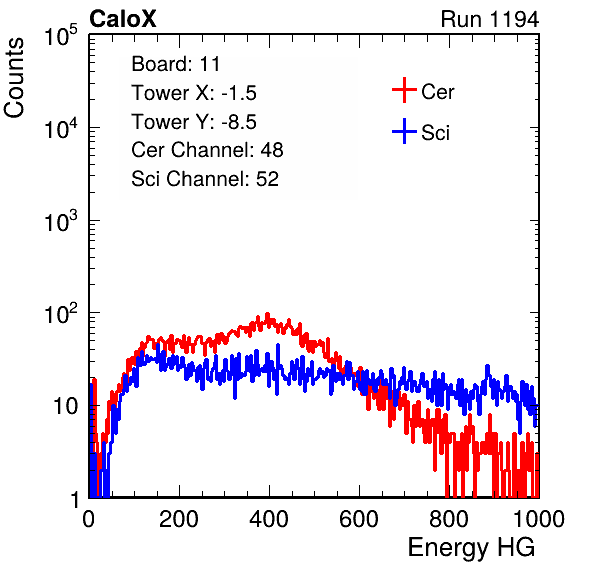 CaloX
Run 1194
Counts
10^5
10^4
10^3
10^2
10
1
Board: 11
Tower X: -1.5
Tower Y: -8.5
Cer Channel: 48
Sci Channel: 52
Cer
Sci
0 200 400 600 800 1000
Energy HG